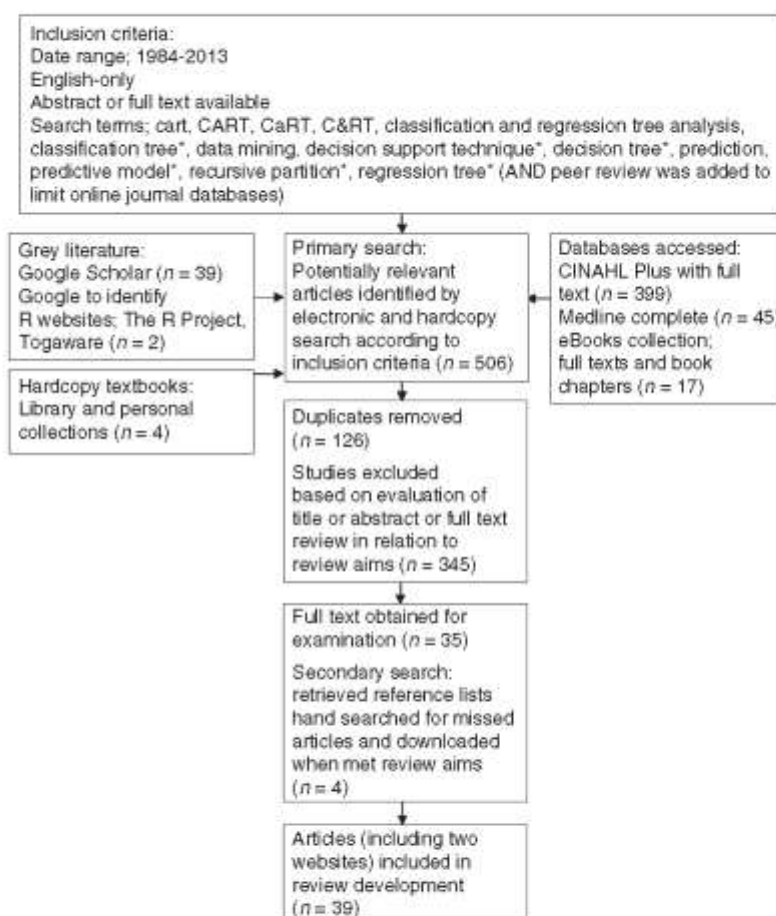 Inclusion criteria:
Date range; 1984-2013
English-only
Abstract or full text available
Search terms; cart, CART, CaRT, C&RT, classification and regression tree analysis,
classification tree*, data mining, decision support technique*, decision tree*, prediction,
predictive model*, recursive partition*, regression tree* (AND peer review was added to
limit online journal databases)
Grey literature:
Google Scholar (n = 39)
Google to identify
R websites; The R Project,
Togaware (n = 2)
Hardcopy textbooks:
Library and personal
collections (n = 4)
Primary search:
Potentially relevant
articles identified by
electronic and hardcopy
search according to
inclusion criteria (n = 506)
Databases accessed:
CINAHL Plus with full
text (n = 399)
Medline complete (n = 45)
eBooks collection;
full texts and book
chapters (n = 17)
Duplicates removed
(n = 126)
Studies excluded
based on evaluation of
title or abstract or full text
review in relation to
review aims (n = 345)
Full text obtained for
examination (n = 35)
Secondary search:
retrieved reference lists
hand searched for missed
articles and downloaded
when met review aims
(n = 4)
Articles (including two
websites) included in
review development
(n = 39)